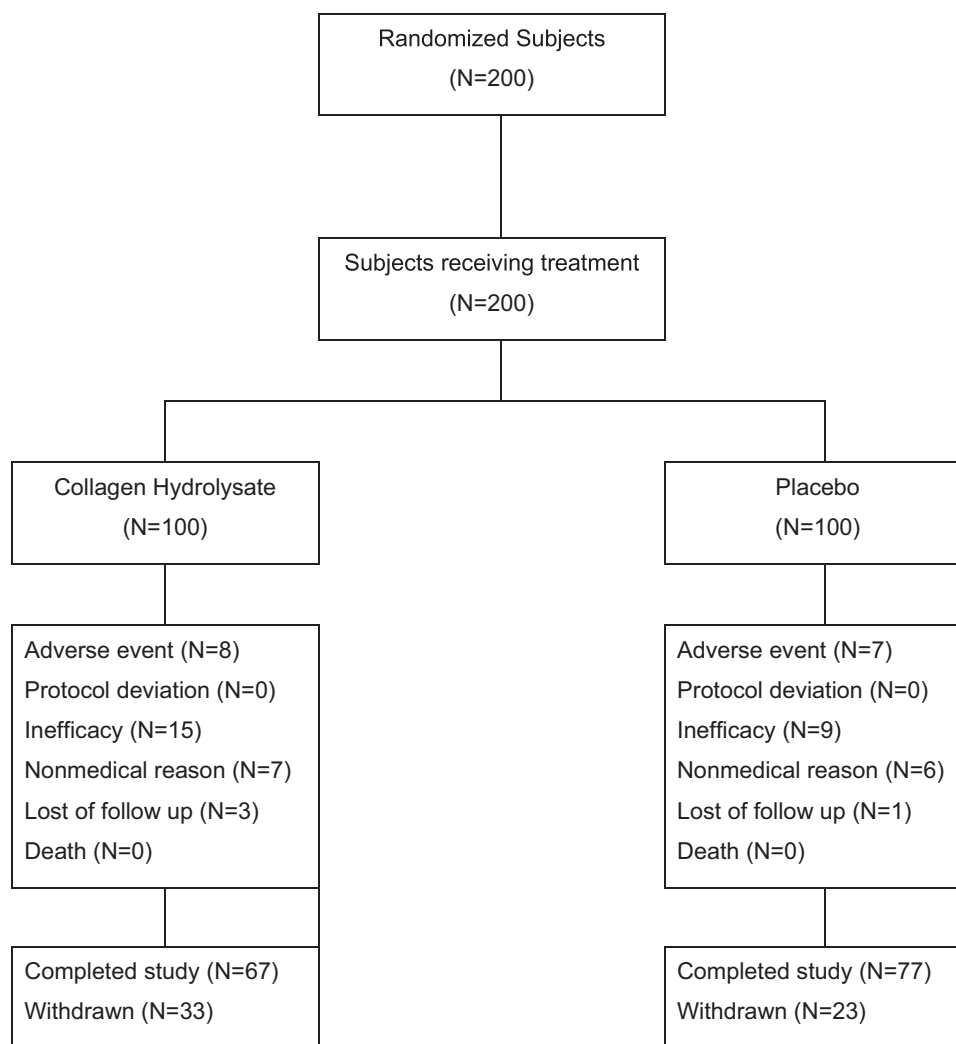 Randomized Subjects
(N=200)
Subjects receiving treatment
(N=200)
Collagen Hydrolysate
(N=100)
Placebo
(N=100)
Adverse event (N=8)
Protocol deviation (N=0)
Inefficacy (N=15)
Nonmedical reason (N=7)
Lost of follow up (N=3)
Death (N=0)
Adverse event (N=7)
Protocol deviation (N=0)
Inefficacy (N=9)
Nonmedical reason (N=6)
Lost of follow up (N=1)
Death (N=0)
Completed study (N=67)
Withdrawn (N=33)
Completed study (N=77)
Withdrawn (N=23)